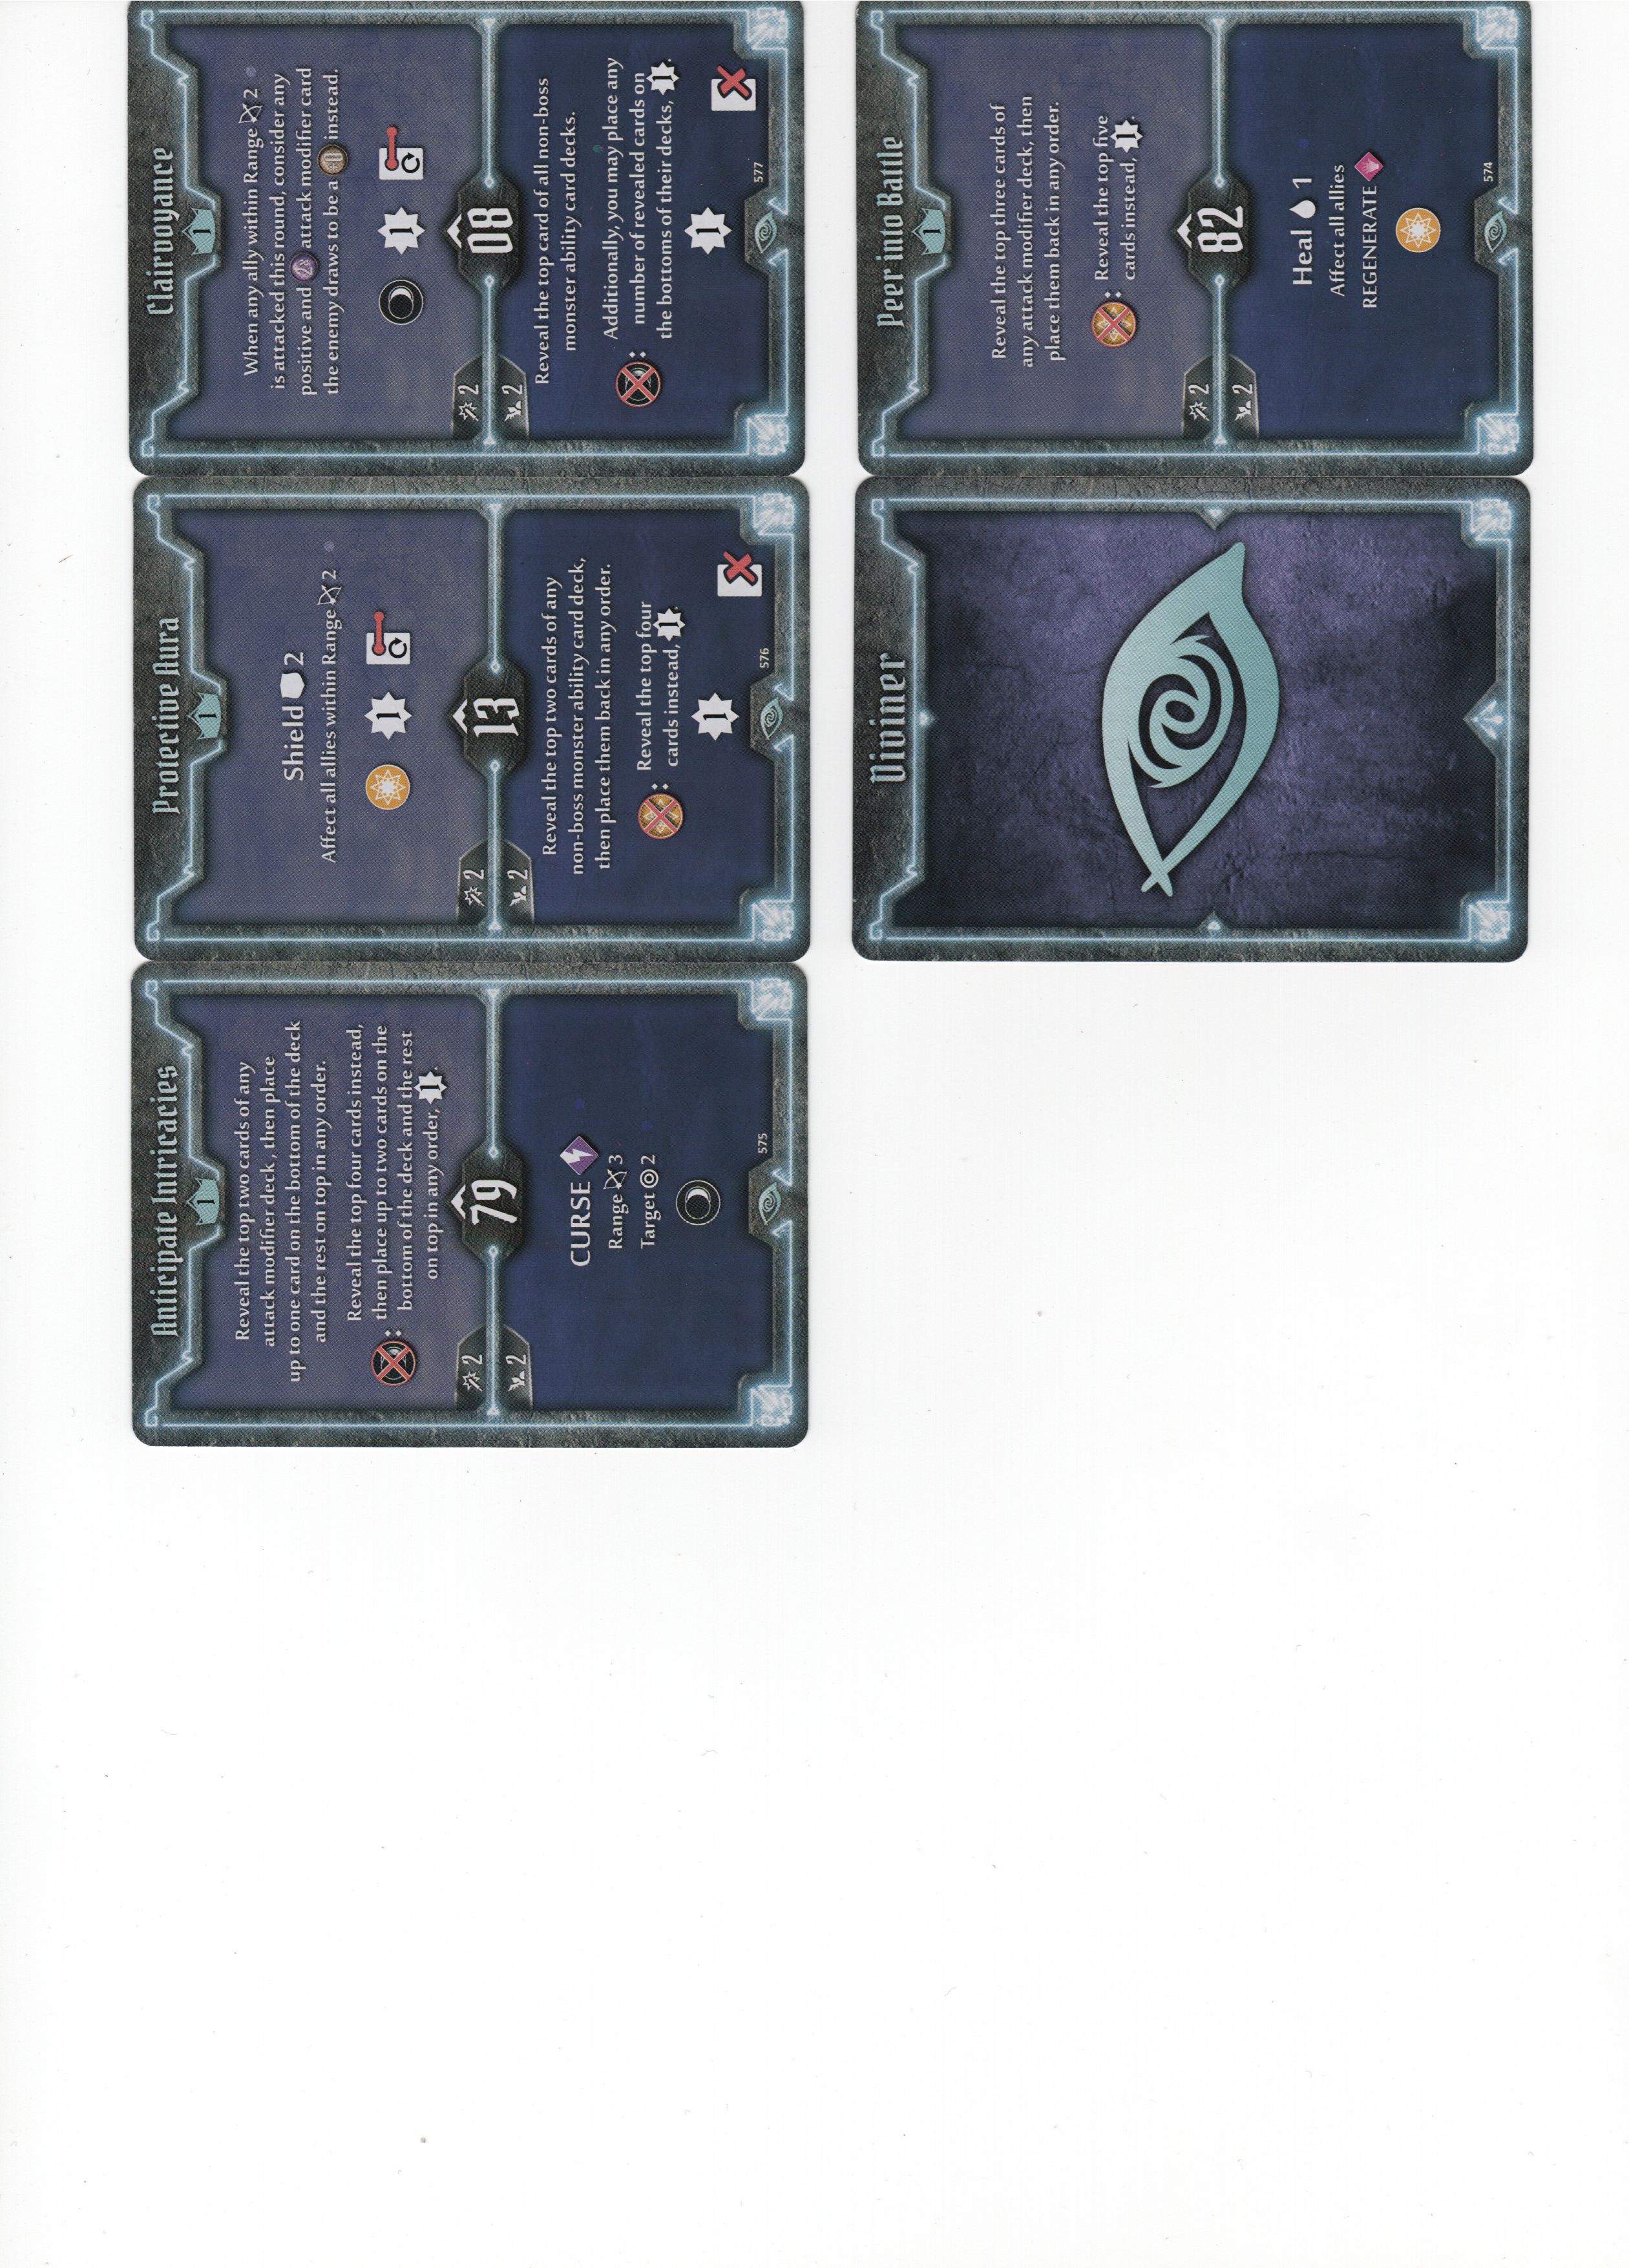 Anticipate Intricacies
1
Reveal the top two cards of any
attack modifier deck , then place
up to one card on the bottom of the deck
and the rest on top in any order.
Reveal the top four cards instead,
: then place up to two cards on the
bottom of the deck and the rest
on top in any order, 1.
2
79
2
CURSE
Range 3
Target 2
575
Protective Aura
1
Shield 2
Affect all allies within Range 2
1
2
13
2
Reveal the top two cards of any
non-boss monster ability card deck,
then place them back in any order.
: Reveal the top four
cards instead, 1.
1
576
Clairvoyance
1
When any ally within Range 2
is attacked this round, consider any
positive and 2x attack modifier card
the enemy draws to be a +0 instead.
1
2
08
2
Reveal the top card of all non-boss
monster ability card decks.
: Additionally, you may place any
number of revealed cards on
the bottoms of their decks, 1.
1
577
Diviner
Peer into Battle
1
Reveal the top three cards of
any attack modifier deck, then
place them back in any order.
: Reveal the top five
cards instead, 1.
2
82
2
Heal 1
Affect all allies
REGENERATE
574